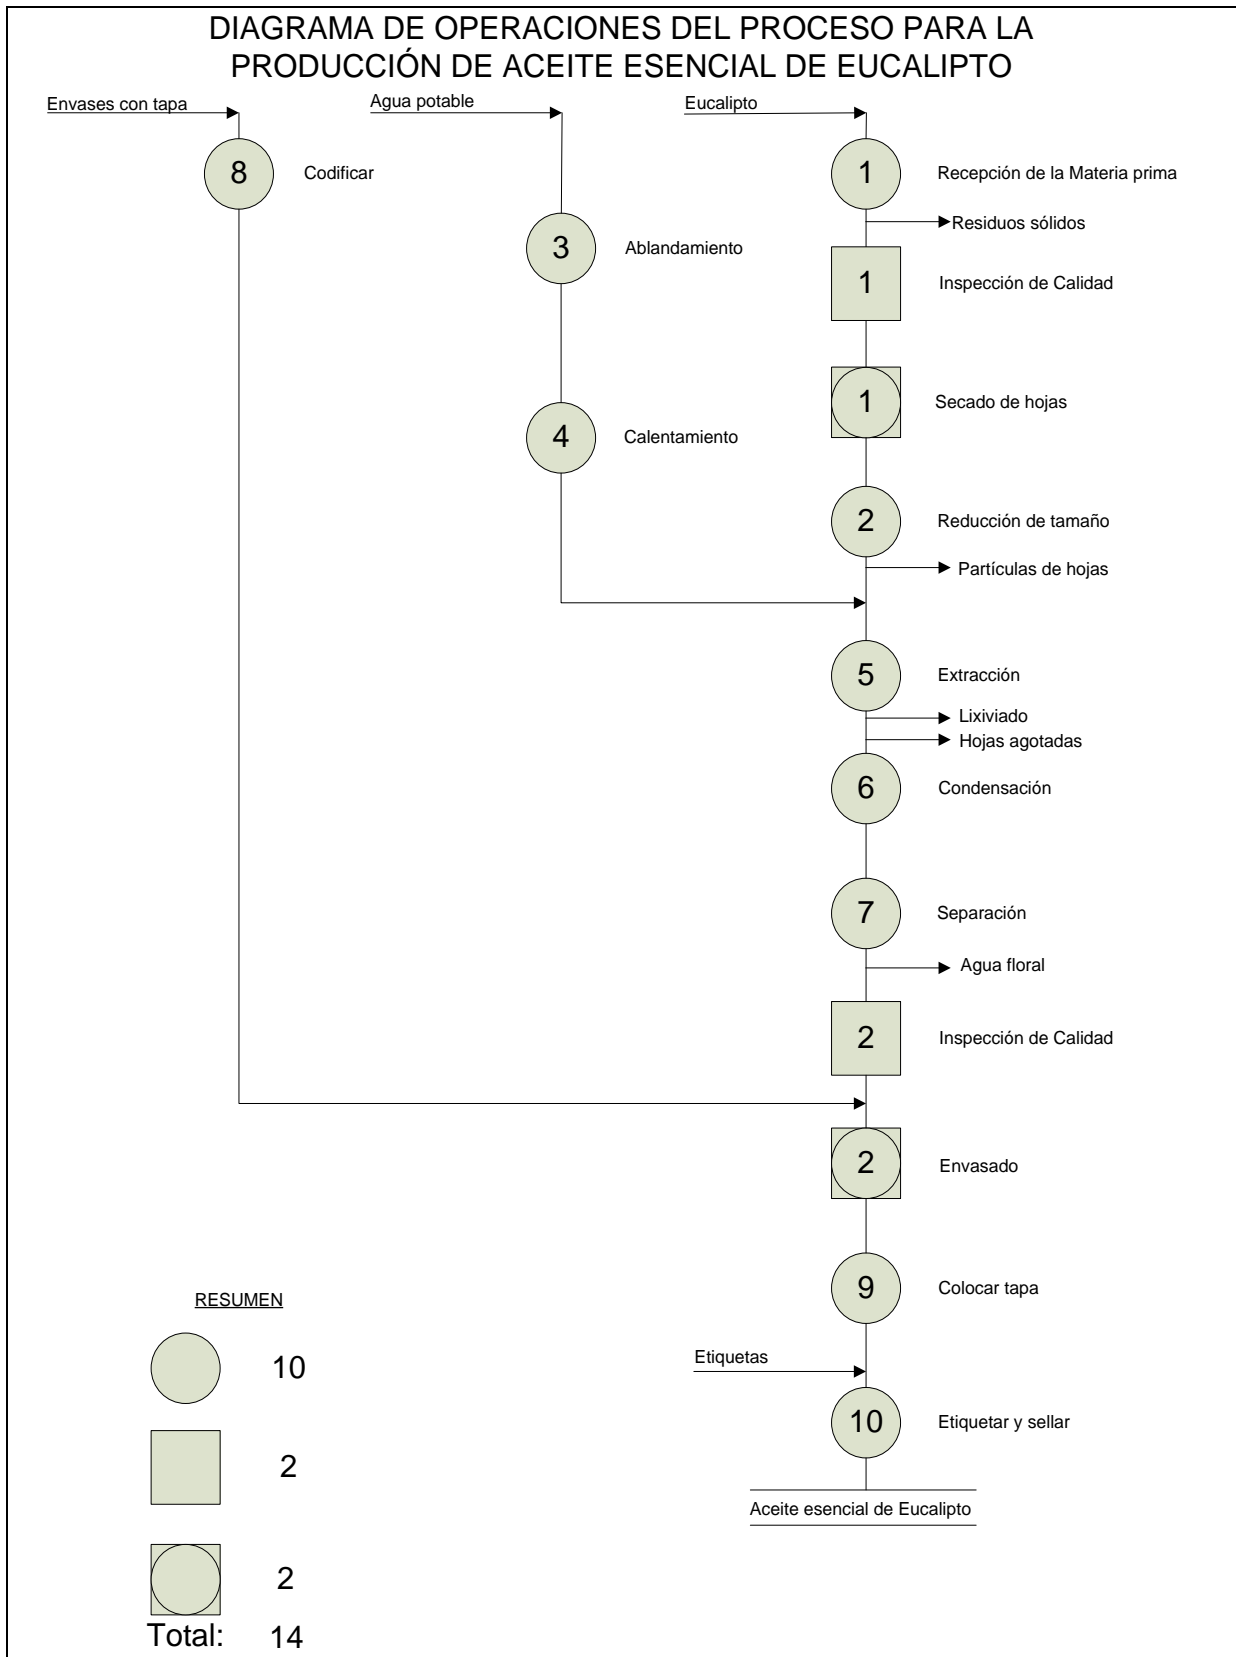 DIAGRAMA DE OPERACIONES DEL PROCESO PARA LA
PRODUCCIÓN DE ACEITE ESENCIAL DE EUCALIPTO
Envases con tapa
Agua potable
Eucalipto
8
Codificar
1
Recepción de la Materia prima
Residuos sólidos
3
Ablandamiento
1
Inspección de Calidad
1
Secado de hojas
4
Calentamiento
2
Reducción de tamaño
Partículas de hojas
5
Extracción
Lixiviado
Hojas agotadas
6
Condensación
7
Separación
Agua floral
2
Inspección de Calidad
2
Envasado
9
Colocar tapa
Etiquetas
10
Etiquetar y sellar
Aceite esencial de Eucalipto
RESUMEN
10
2
2
Total: 14